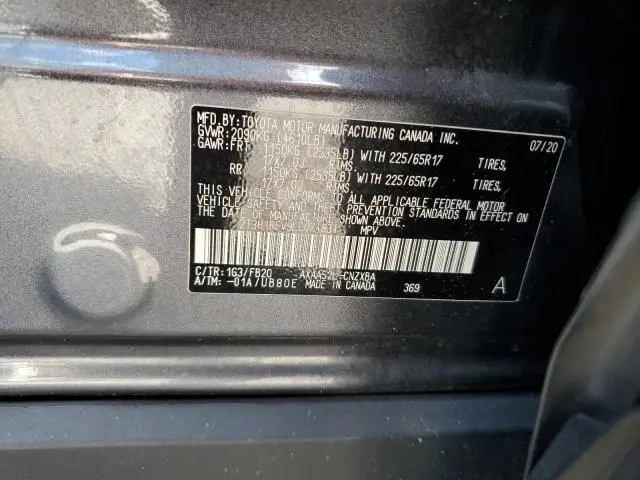 MFD.BY:TOYOTA MOTOR MANUFACTURING CANADA INC. 07/20
GVWR:2090KG (4610LB)
GAWR:FRT 1150KG (2535LB) WITH 225/65R17 TIRES,
17X7.0J RIMS.
RR 1150KG (2535LB) WITH 225/65R17 TIRES,
17X7.0J RIMS.
THIS VEHICLE CONFORMS TO ALL APPLICABLE FEDERAL MOTOR
VEHICLE SAFETY AND THEFT PREVENTION STANDARDS IN EFFECT ON
THE DATE OF MANUFACTURE SHOWN ABOVE.
MPV
C/TR: 1G3/FB20 AXAA52L-CNZXBA
A/TM: -01A/UB80E MADE IN CANADA 369 A